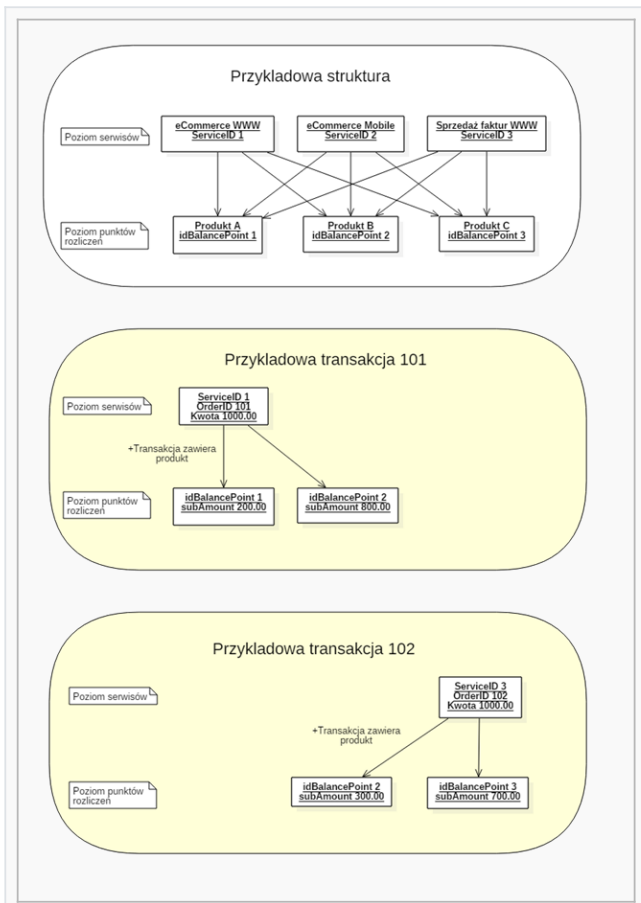 Przykladowa struktura
Poziom serwisów
eCommerce WWW
ServiceID 1
eCommerce Mobile
ServiceID 2
Sprzedaż faktur WWW
ServiceID 3
Poziom punktów
rozliczeń
Produkt A
idBalancePoint 1
Produkt B
idBalancePoint 2
Produkt C
idBalancePoint 3
Przykladowa transakcja 101
Poziom serwisów
ServiceID 1
OrderID 101
Kwota 1000.00
+Transakcja zawiera
produkt
Poziom punktów
rozliczeń
idBalancePoint 1
subAmount 200.00
idBalancePoint 2
subAmount 800.00
Przykladowa transakcja 102
Poziom serwisów
ServiceID 3
OrderID 102
Kwota 1000.00
+Transakcja zawiera
produkt
Poziom punktów
rozliczeń
idBalancePoint 2
subAmount 300.00
idBalancePoint 3
subAmount 700.00